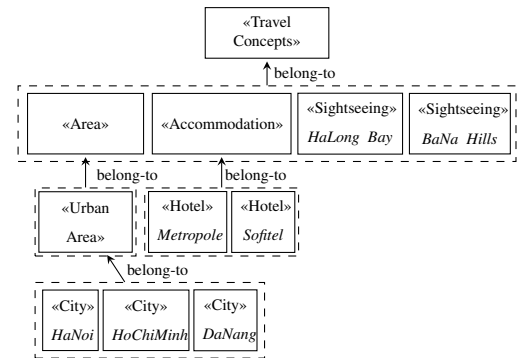 «Travel
Concepts»
belong-to
«Area»
«Accommodation»
«Sightseeing»
HaLong Bay
«Sightseeing»
BaNa Hills
belong-to
belong-to
«Urban
Area»
«Hotel»
Metropole
«Hotel»
Sofitel
belong-to
«City»
HaNoi
«City»
HoChiMinh
«City»
DaNang